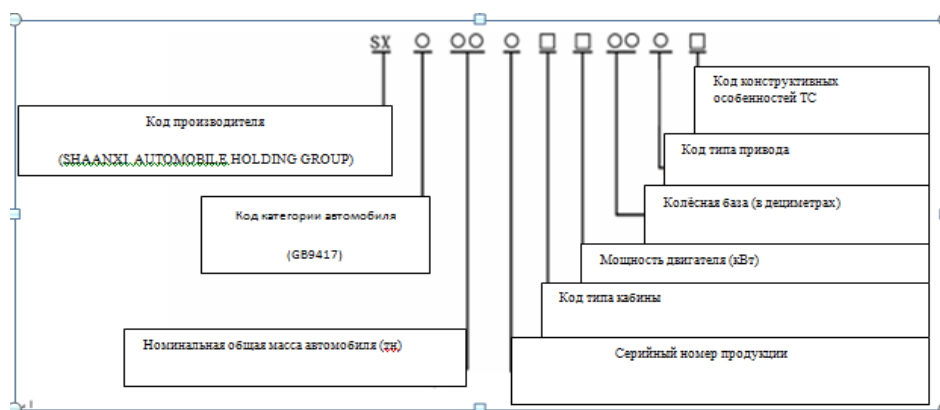 SX ○ ○○ ○ □ □ ○○ ○ □
Код конструктивных
особенностей ТС
Код производителя
(SHAANXI AUTOMOBILE HOLDING GROUP)
Код типа привода
Колёсная база (в дециметрах)
Код категории автомобиля
(GB9417)
Мощность двигателя (кВт)
Код типа кабины
Номинальная общая масса автомобиля (тн)
Серийный номер продукции